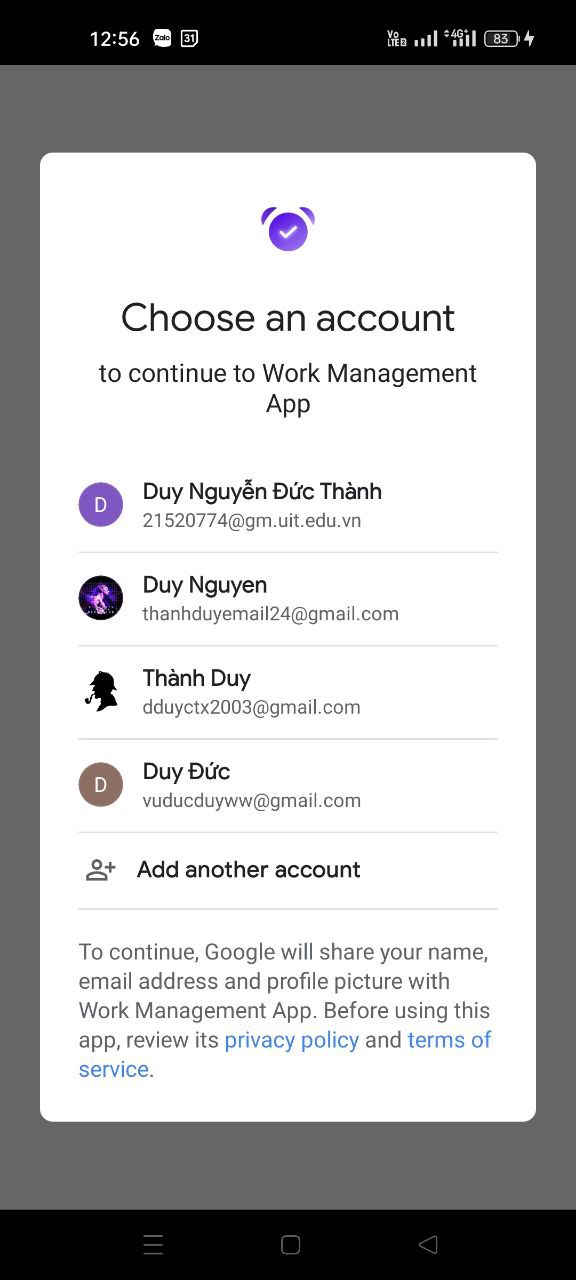 12:56 Zalo 31 Vo LTE2 4G+ 83
Choose an account
to continue to Work Management
App
D Duy Nguyễn Đức Thành
21520774@gm.uit.edu.vn
Duy Nguyen
thanhduyemail24@gmail.com
Thành Duy
dduyctx2003@gmail.com
D Duy Đức
vuducduyww@gmail.com
Add another account
To continue, Google will share your name,
email address and profile picture with
Work Management App. Before using this
app, review its privacy policy and terms of
service.